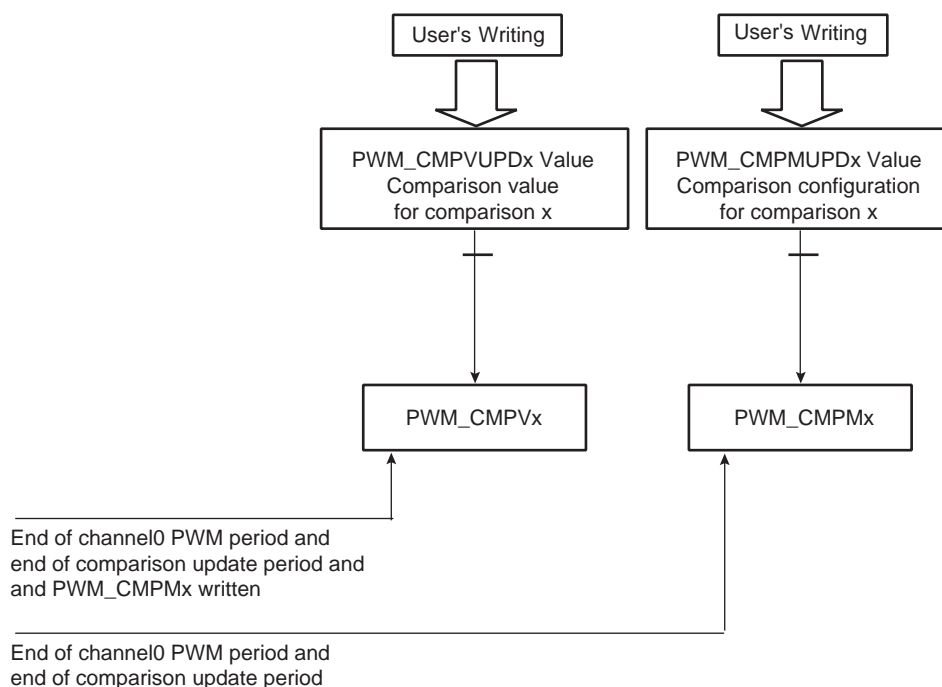 User's Writing
User's Writing
PWM_CMPVUPDx Value
Comparison value
for comparison x
PWM_CMPMUPDx Value
Comparison configuration
for comparison x
PWM_CMPVx
PWM_CMPMx
End of channel0 PWM period and
end of comparison update period and
and PWM_CMPMx written
End of channel0 PWM period and
end of comparison update period